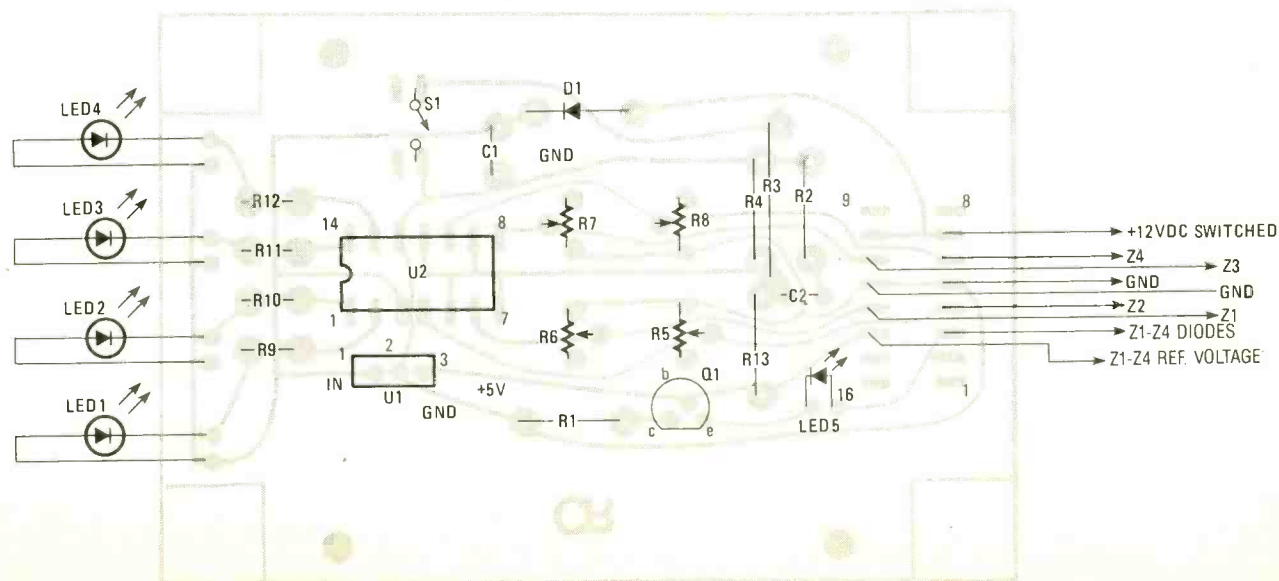 LED4
LED3
LED2
LED1
S1
C1
D1
GND
R12
R11
R10
R9
14
8
U2
1
7
1
2
3
IN
U1
+5V
GND
R7
R8
R6
R5
R4
R3
R2
C2
R13
R1
b
Q1
c
e
LED5
9
8
16
1
+12VDC SWITCHED
Z4
Z3
GND
GND
Z2
Z1
Z1-Z4 DIODES
Z1-Z4 REF. VOLTAGE
CR